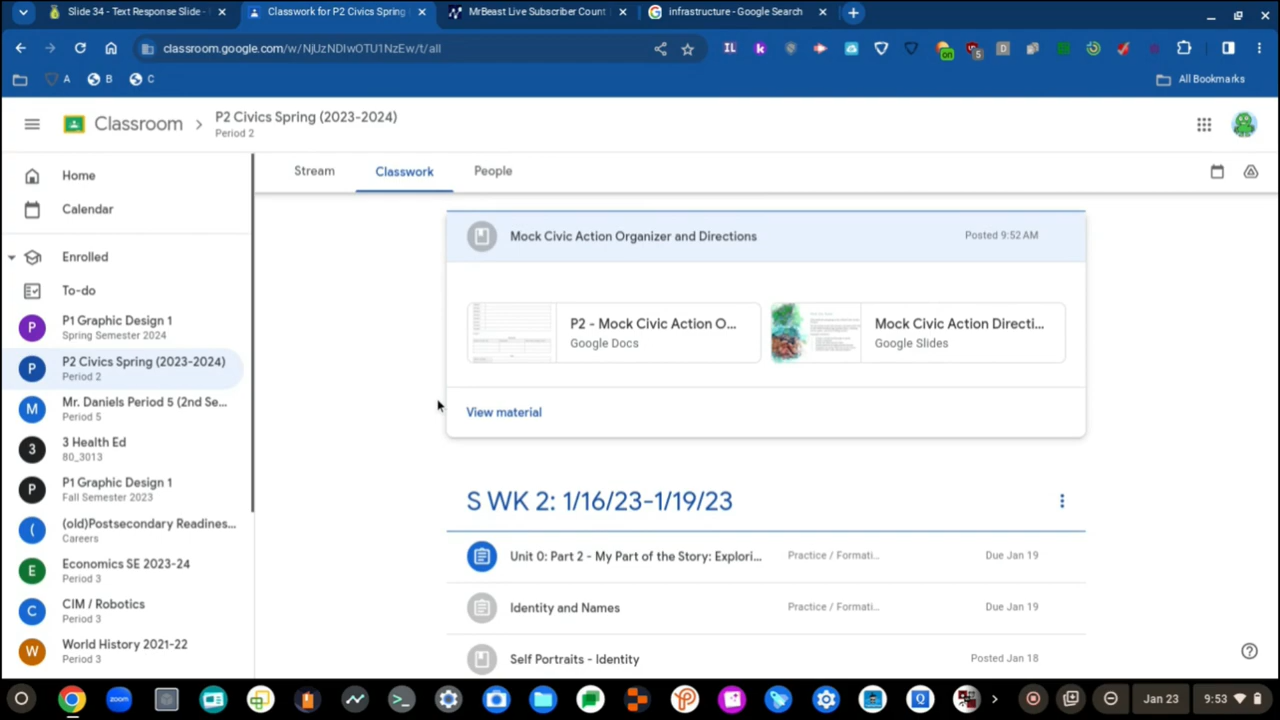 Slide 34 - Text Response Slide -
Classwork for P2 Civics Spring (
MrBeast Live Subscriber Count
infrastructure - Google Search
classroom.google.com/w/NjUzNDIwOTU1NzEw/t/all
IL
k
on
5
D
A
B
C
All Bookmarks
Classroom
P2 Civics Spring (2023-2024)
Period 2
Stream
Classwork
People
Home
Calendar
Enrolled
To-do
P
P1 Graphic Design 1
Spring Semester 2024
P
P2 Civics Spring (2023-2024)
Period 2
M
Mr. Daniels Period 5 (2nd Se...
Period 5
3
3 Health Ed
80_3013
P
P1 Graphic Design 1
Fall Semester 2023
(
(old)Postsecondary Readines...
Careers
E
Economics SE 2023-24
Period 3
C
CIM / Robotics
Period 3
W
World History 2021-22
Period 3
Mock Civic Action Organizer and Directions
Posted 9:52 AM
P2 - Mock Civic Action O...
Google Docs
Mock Civic Action Directi...
Google Slides
View material
S WK 2: 1/16/23-1/19/23
Unit 0: Part 2 - My Part of the Story: Explori...
Practice / Formati...
Due Jan 19
Identity and Names
Practice / Formati...
Due Jan 19
Self Portraits - Identity
Posted Jan 18
zoom
Jan 23
9:53